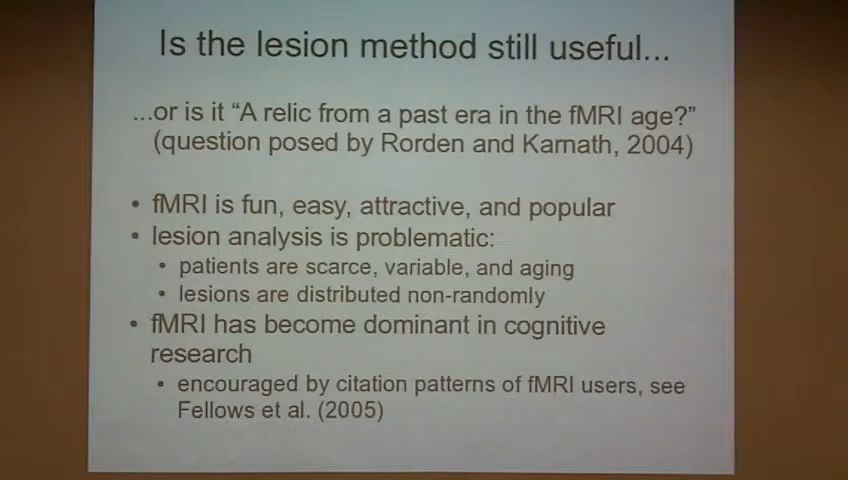 Is the lesion method still useful...
...or is it “A relic from a past era in the fMRI age?”
(question posed by Rorden and Karnath, 2004)
• fMRI is fun, easy, attractive, and popular
• lesion analysis is problematic:
• patients are scarce, variable, and aging
• lesions are distributed non-randomly
• fMRI has become dominant in cognitive
research
• encouraged by citation patterns of fMRI users, see
Fellows et al. (2005)